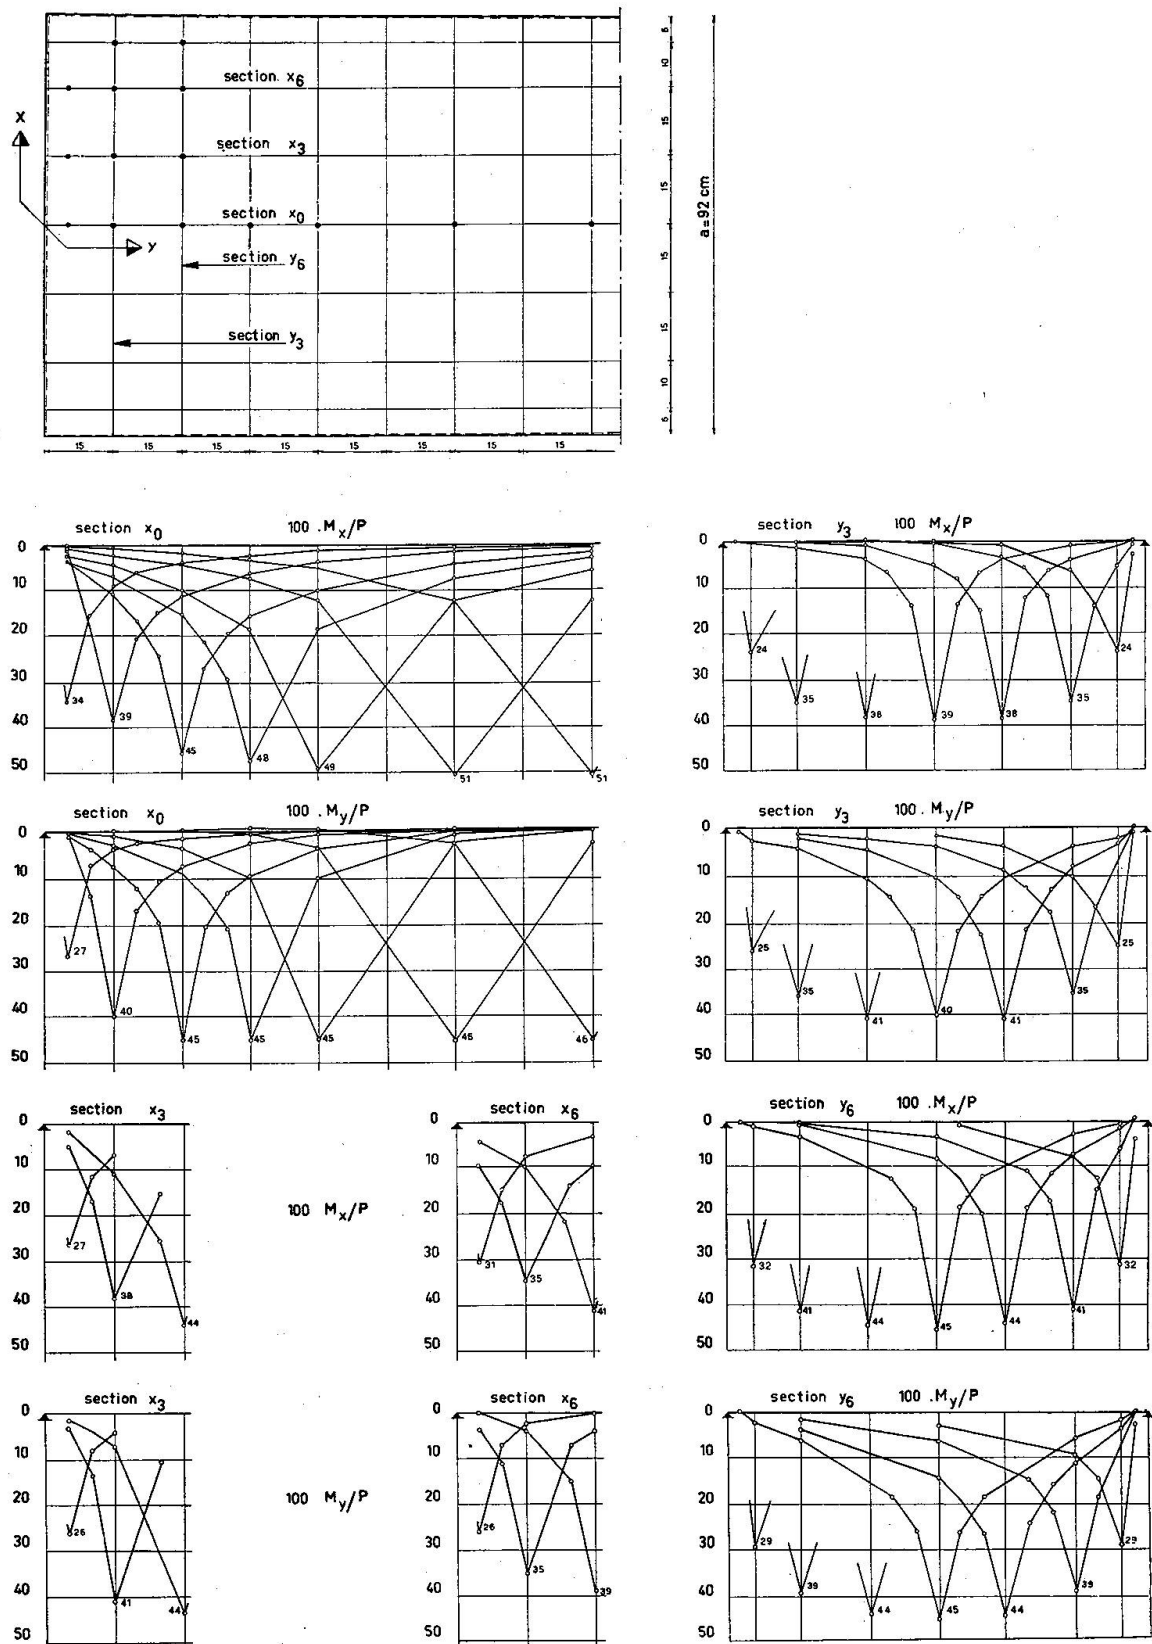 section x6
x
section x3
section x0
y
section y6
section y3
15 15 15 15 15 15
5
10
15
15
15
15
10
5
a=92 cm
section x0 100 .Mx/P
0
10
20
30
40
50
34 39 45 48 49 51 51
section y3 100 Mx/P
0
10
20
30
40
50
24 35 38 39 38 35 24
section x0 100 .My/P
0
10
20
30
40
50
27 40 45 45 45 45 46
section y3 100.My/P
0
10
20
30
40
50
25 35 41 40 41 35 25
section x3
0
10
20
30
40
50
27 38 44
100 Mx/P
section x6
0
10
20
30
40
50
31 35 41
section y6 100 .Mx/P
0
10
20
30
40
50
32 41 44 45 44 41 32
section x3
0
10
20
30
40
50
26 41 44
100 My/P
section x6
0
10
20
30
40
50
26 35 39
section y6 100 .My/P
0
10
20
30
40
50
29 39 44 45 44 39 29